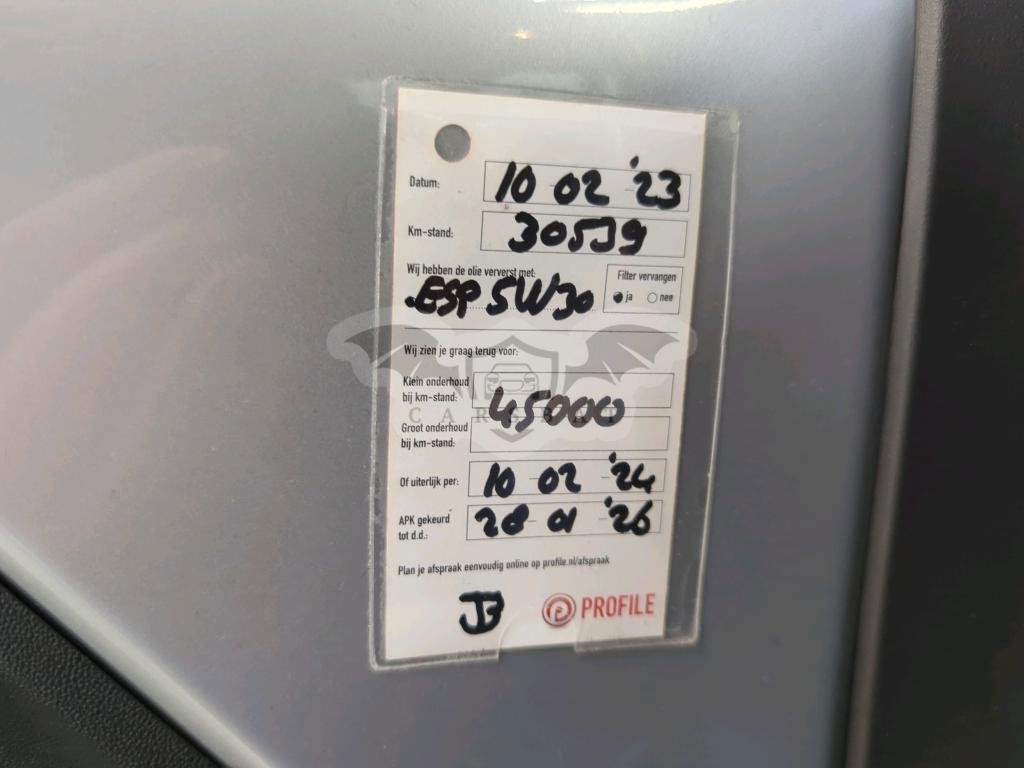 Datum: 10 02 '23
Km-stand: 30539
Wij hebben de olie ververst met:
ESP 5W30
Filter vervangen
ja nee
Wij zien je graag terug voor:
Klein onderhoud
bij km-stand:
45000
CARSBAT
Groot onderhoud
bij km-stand:
Of uiterlijk per: 10 02 '24
APK gekeurd
tot d.d.: 28 01 '26
Plan je afspraak eenvoudig online op profile.nl/afspraak
JB
PROFILE